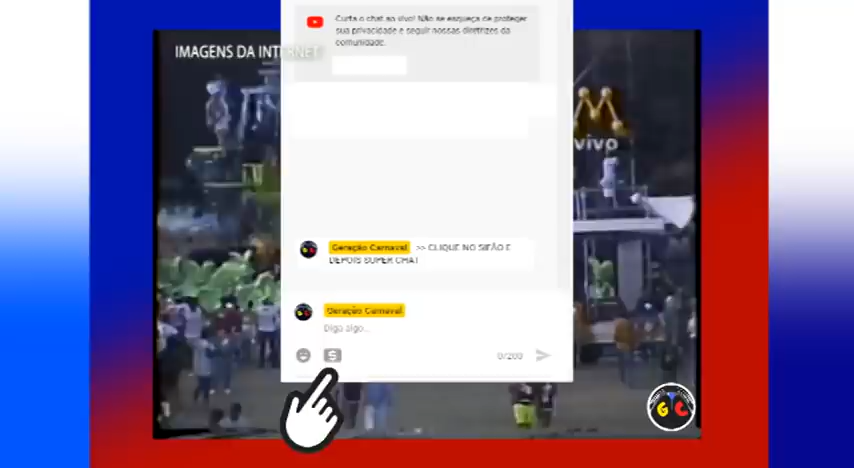 Curta o chat ao vivo! Não se esqueça de proteger
sua privacidade e seguir nossas diretrizes da
comunidade.
IMAGENS DA INTERNET
vivo
Geração Carnaval >> CLIQUE NO SIFÃO E
DEPOIS SUPER CHAT
Geração Carnaval
Diga algo...
$
0/200
G C